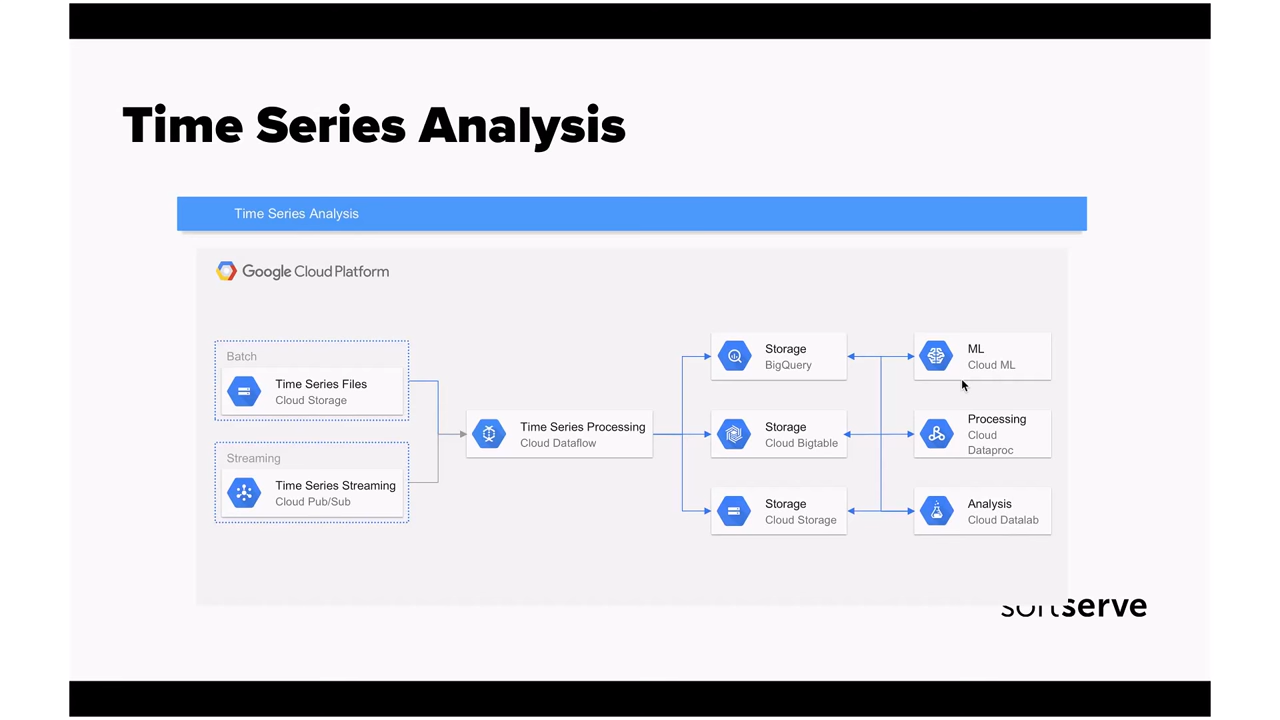 Time Series Analysis
Time Series Analysis
Google Cloud Platform
Batch
Time Series Files
Cloud Storage
Streaming
Time Series Streaming
Cloud Pub/Sub
Time Series Processing
Cloud Dataflow
Storage
BigQuery
Storage
Cloud Bigtable
Storage
Cloud Storage
ML
Cloud ML
Processing
Cloud
Dataproc
Analysis
Cloud Datalab
softserve